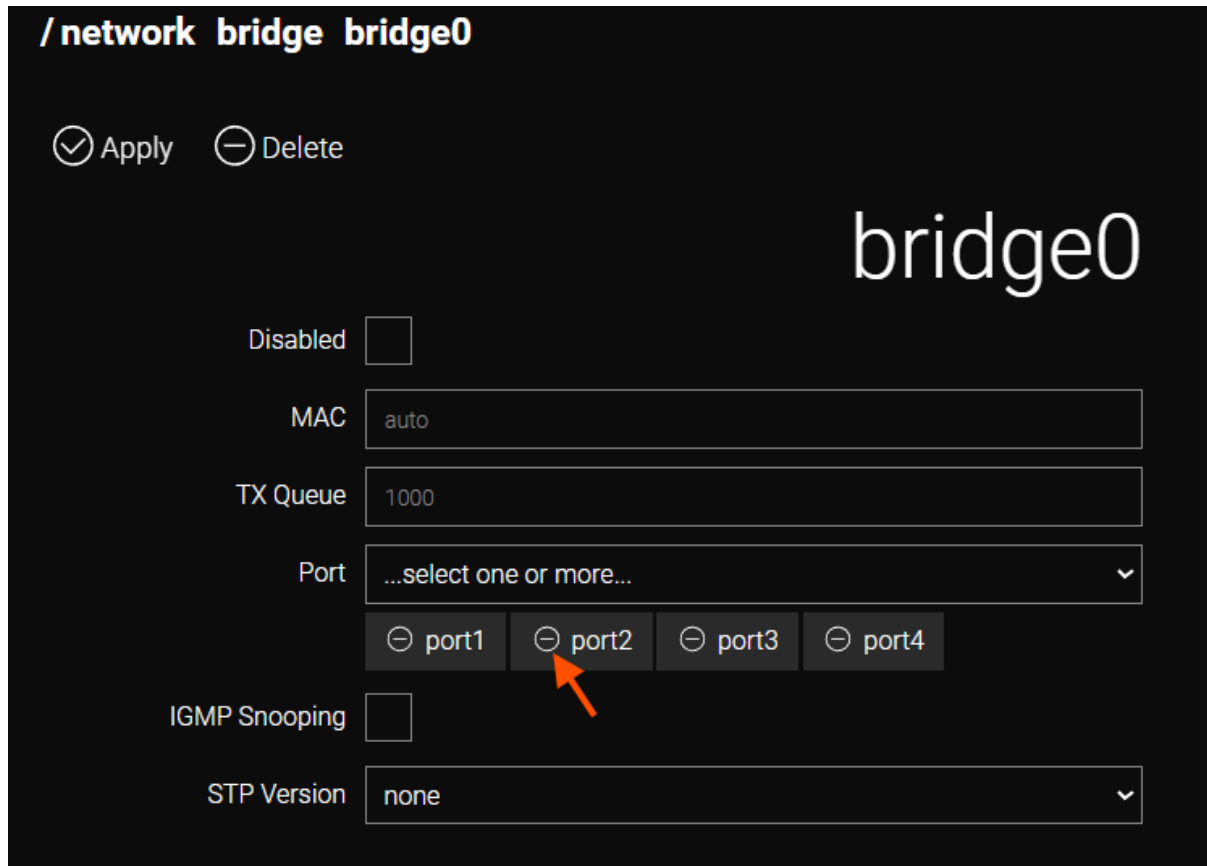 / network bridge bridge0
Apply Delete
bridge0
Disabled
MAC auto
TX Queue 1000
Port ...select one or more...
port1 port2 port3 port4
IGMP Snooping
STP Version none